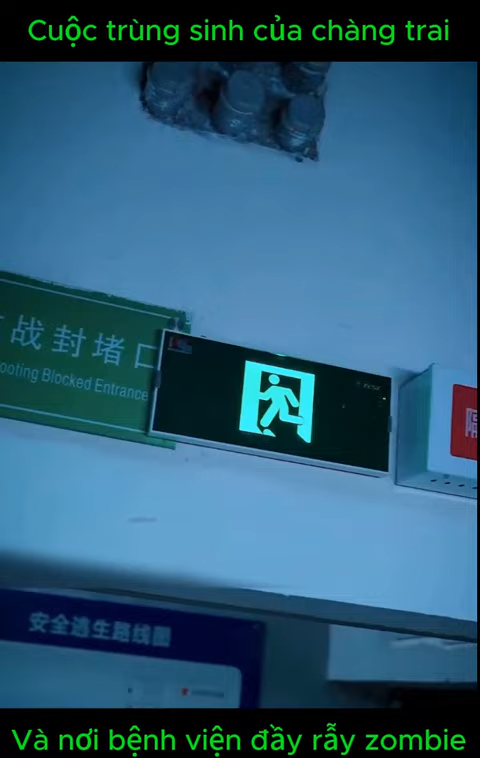 Cuộc trùng sinh của chàng trai
战封堵口
ooting Blocked Entrance
安全逃生路线图
Và nơi bệnh viện đầy rẫy zombie